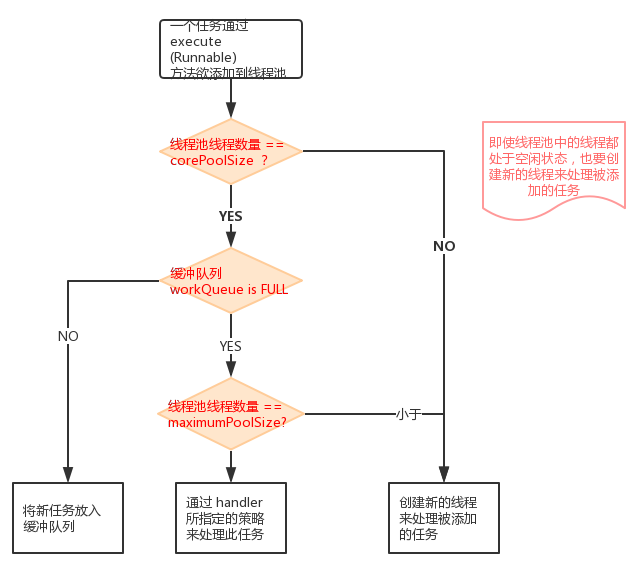 一个任务通过
execute
(Runnable)
方法欲添加到线程池
线程池线程数量 ==
corePoolSize ？
即使线程池中的线程都
处于空闲状态，也要创
建新的线程来处理被添
加的任务
YES
NO
缓冲队列
workQueue is FULL
NO
YES
线程池线程数量 ==
maximumPoolSize?
小于
将新任务放入
缓冲队列
通过 handler
所指定的策略
来处理此任务
创建新的线程
来处理被添加
的任务